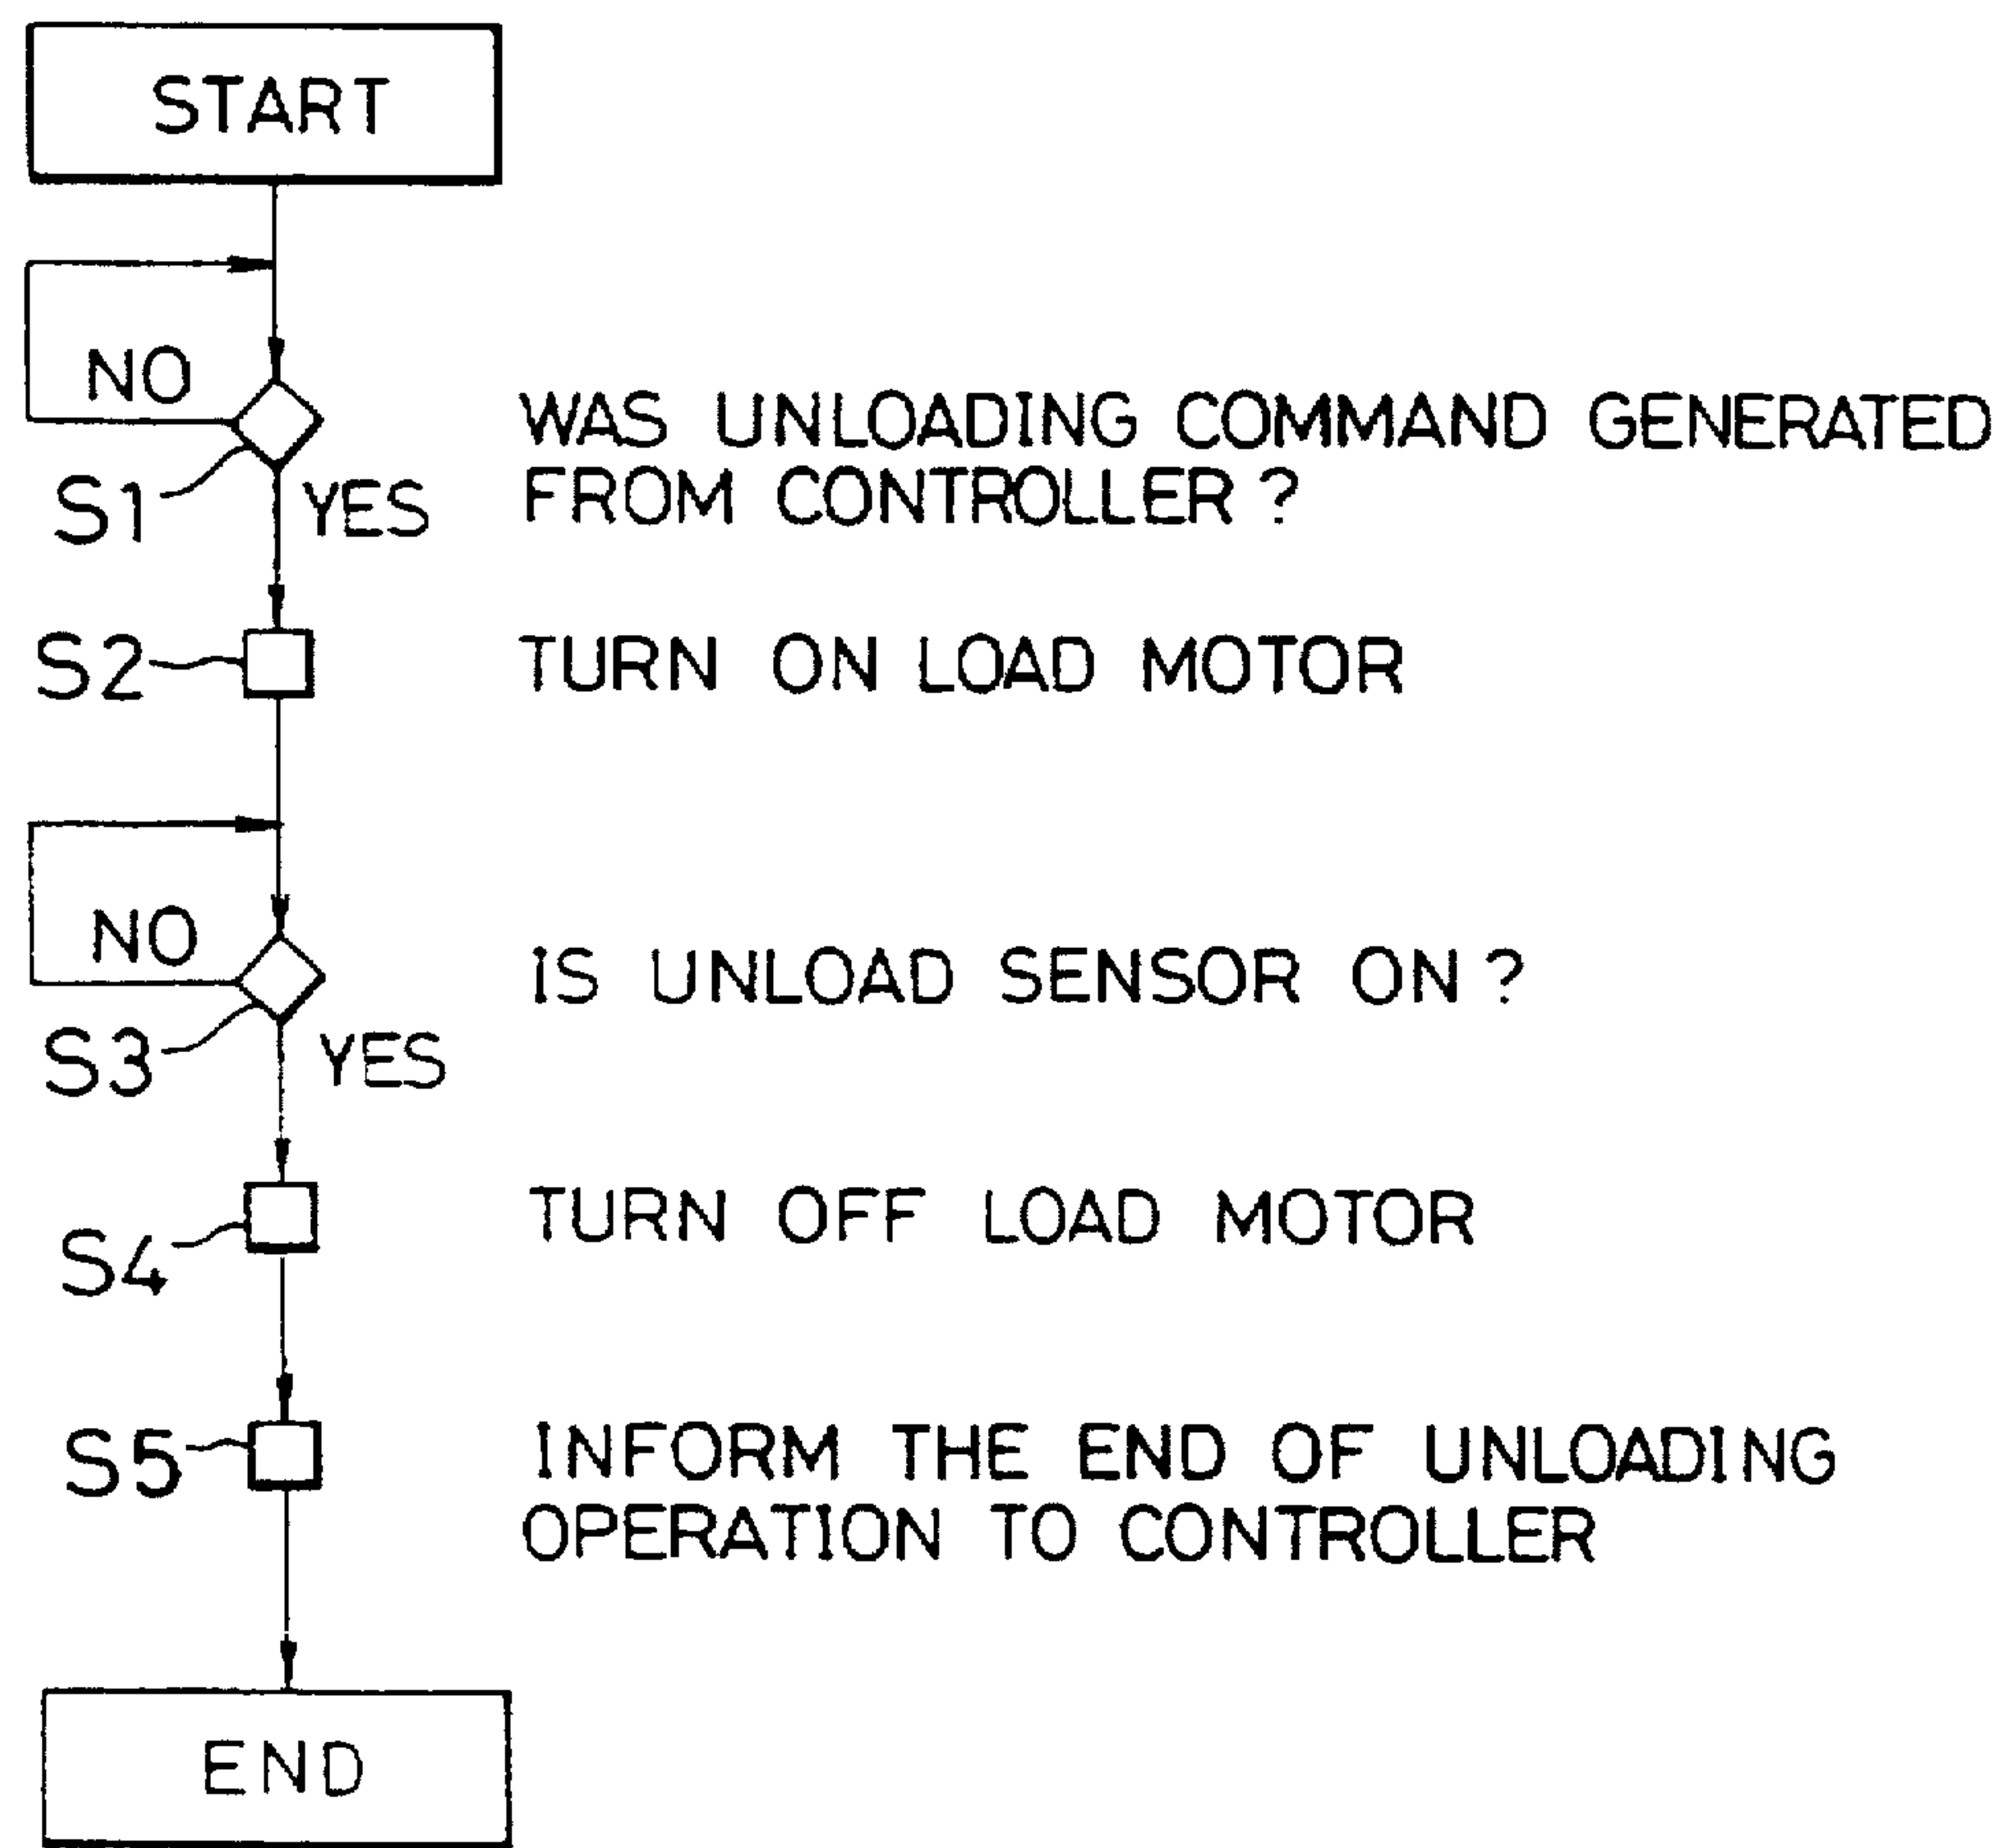 START
NO
WAS UNLOADING COMMAND GENERATED
FROM CONTROLLER ?
S1
YES
S2
TURN ON LOAD MOTOR
NO
IS UNLOAD SENSOR ON ?
S3
YES
S4
TURN OFF LOAD MOTOR
S5
INFORM THE END OF UNLOADING
OPERATION TO CONTROLLER
END